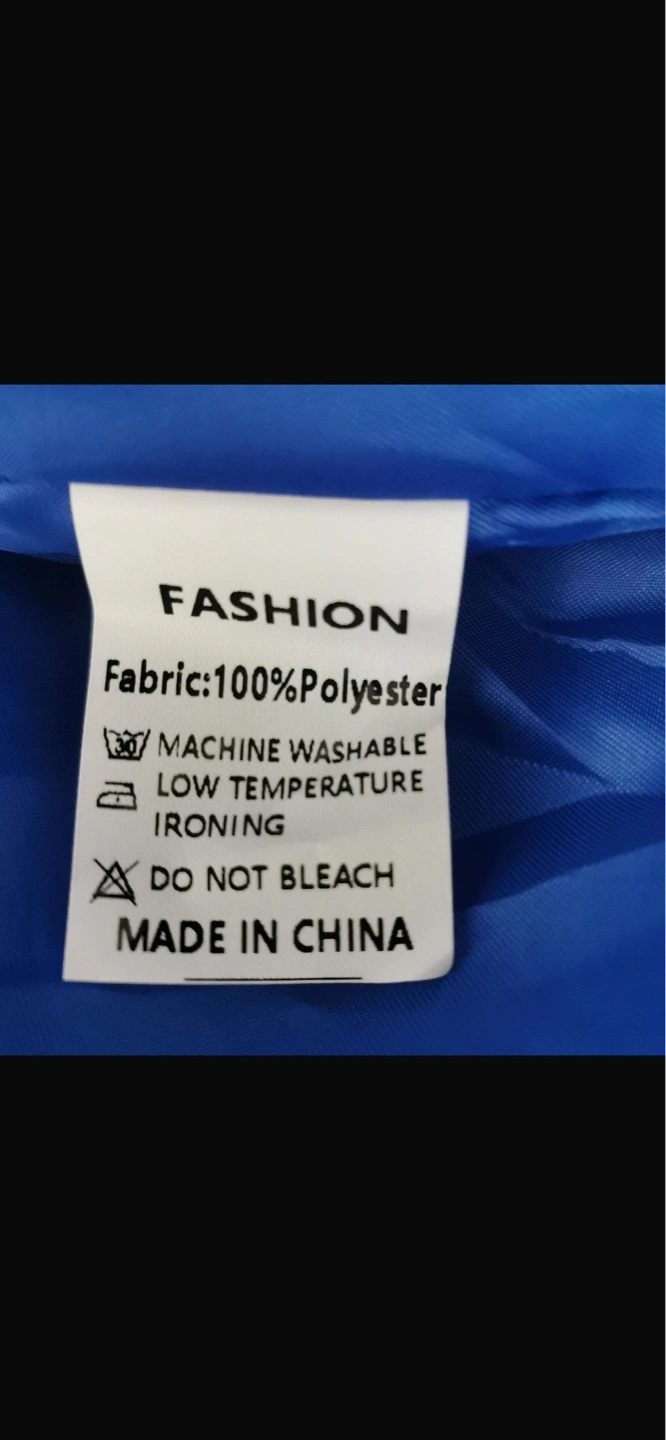 FASHION
Fabric:100%Polyester
30 MACHINE WASHABLE
LOW TEMPERATURE
IRONING
DO NOT BLEACH
MADE IN CHINA